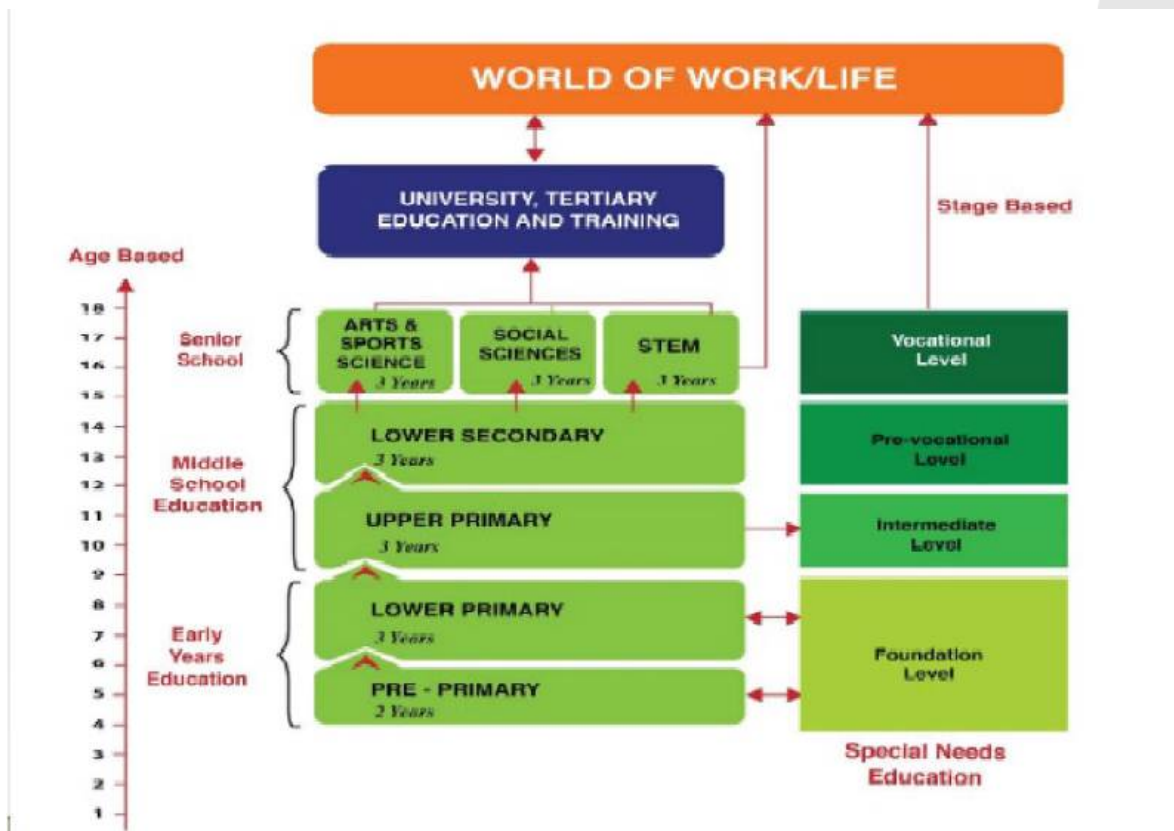 WORLD OF WORK/LIFE
UNIVERSITY, TERTIARY
EDUCATION AND TRAINING
Stage Based
Age Based
18
17
16
15
14
13
12
11
10
9
8
7
6
5
4
3
2
1
Senior
School
ARTS &
SPORTS
SCIENCE
3 Years
SOCIAL
SCIENCES
3 Years
STEM
3 Years
Vocational
Level
Middle
School
Education
LOWER SECONDARY
3 Years
Pre-vocational
Level
UPPER PRIMARY
3 Years
Intermediate
Level
Early
Years
Education
LOWER PRIMARY
3 Years
PRE - PRIMARY
2 Years
Foundation
Level
Special Needs
Education